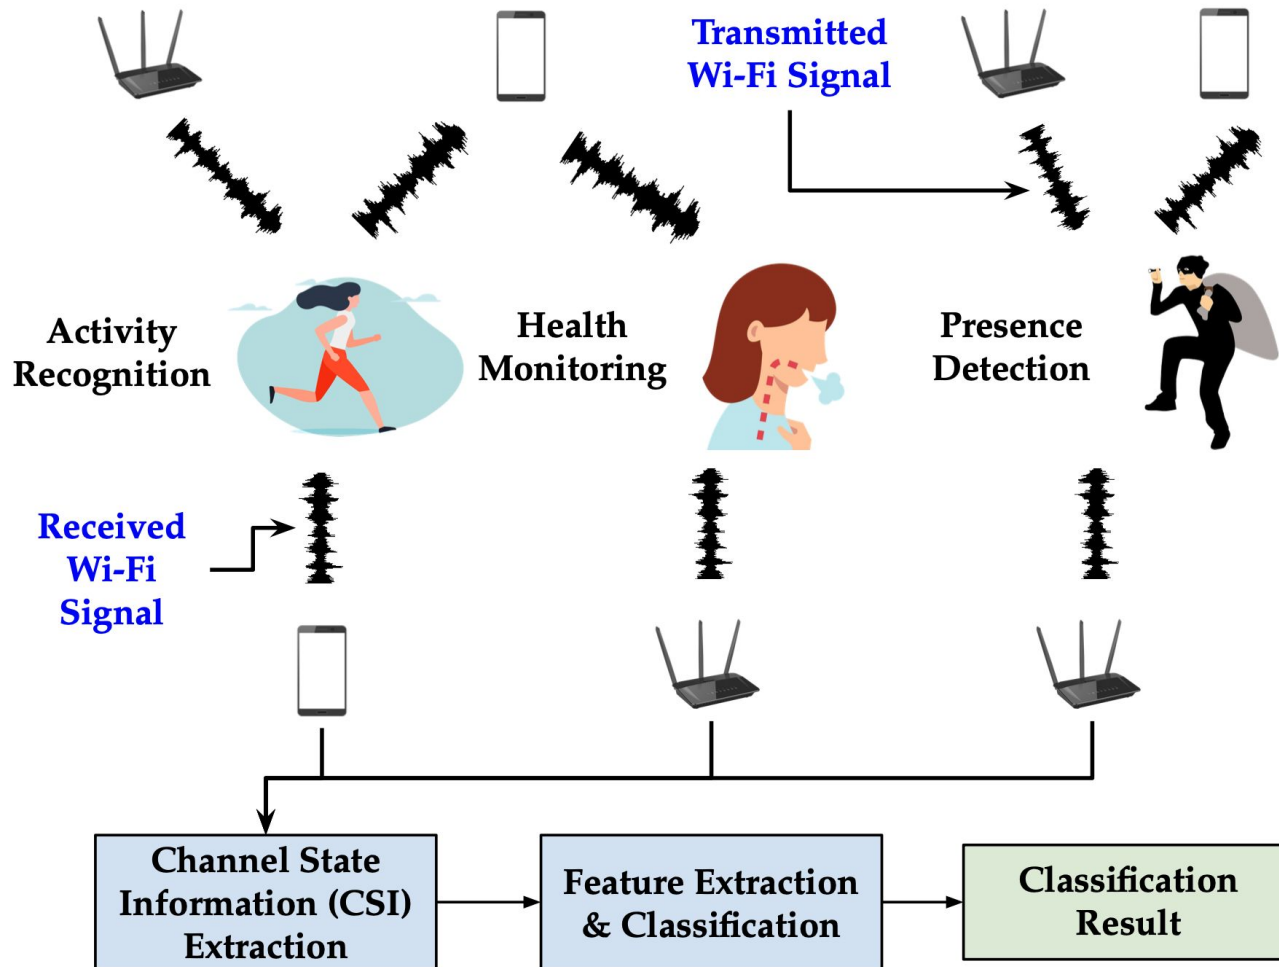 Transmitted
Wi-Fi Signal
Activity
Recognition
Health
Monitoring
Presence
Detection
Received
Wi-Fi
Signal
Channel State
Information (CSI)
Extraction
Feature Extraction
& Classification
Classification
Result